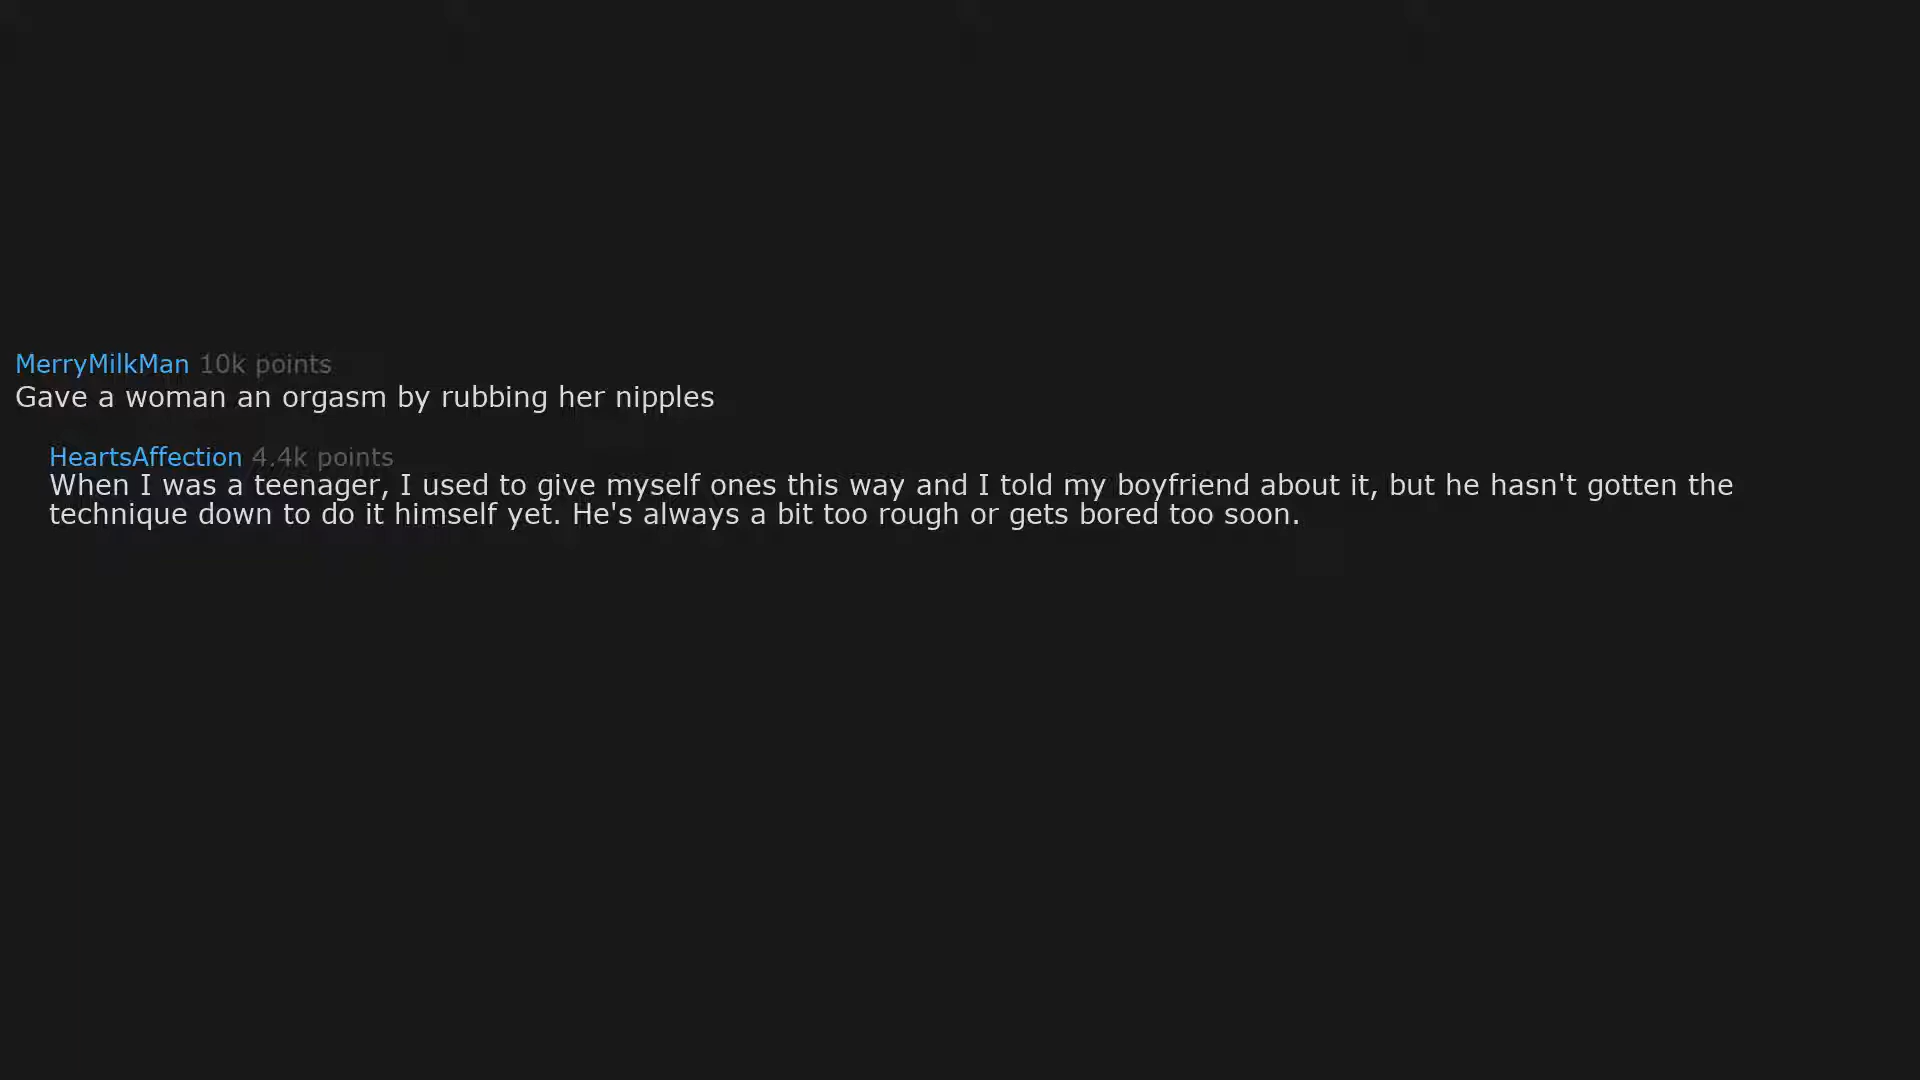 MerryMilkMan 10k points
Gave a woman an orgasm by rubbing her nipples
HeartsAffection 4.4k points
When I was a teenager, I used to give myself ones this way and I told my boyfriend about it, but he hasn't gotten the
technique down to do it himself yet. He's always a bit too rough or gets bored too soon.